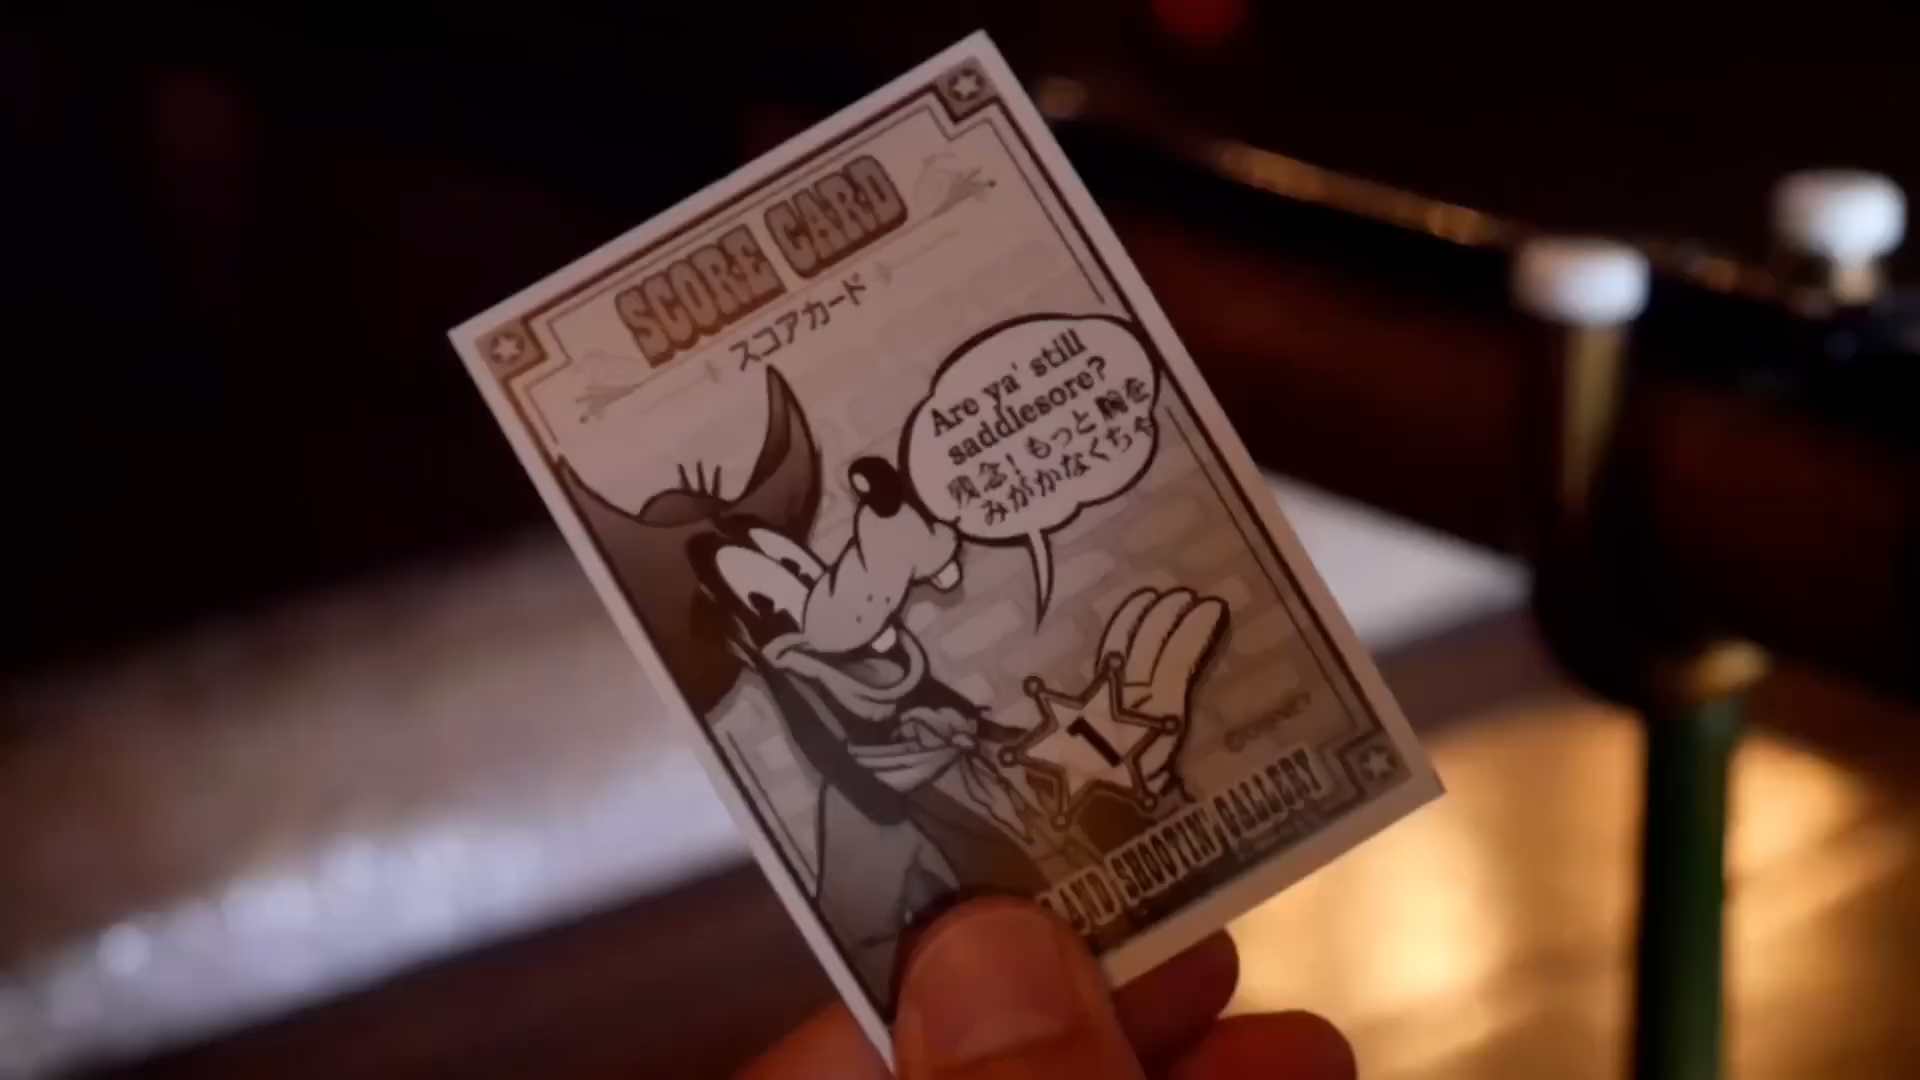 SCORE CARD
スコアカード
Are ya' still
saddlesore?
残念！もっと腕を
みがかなくちゃ
1
LAND SHOOTIN' GALLERY